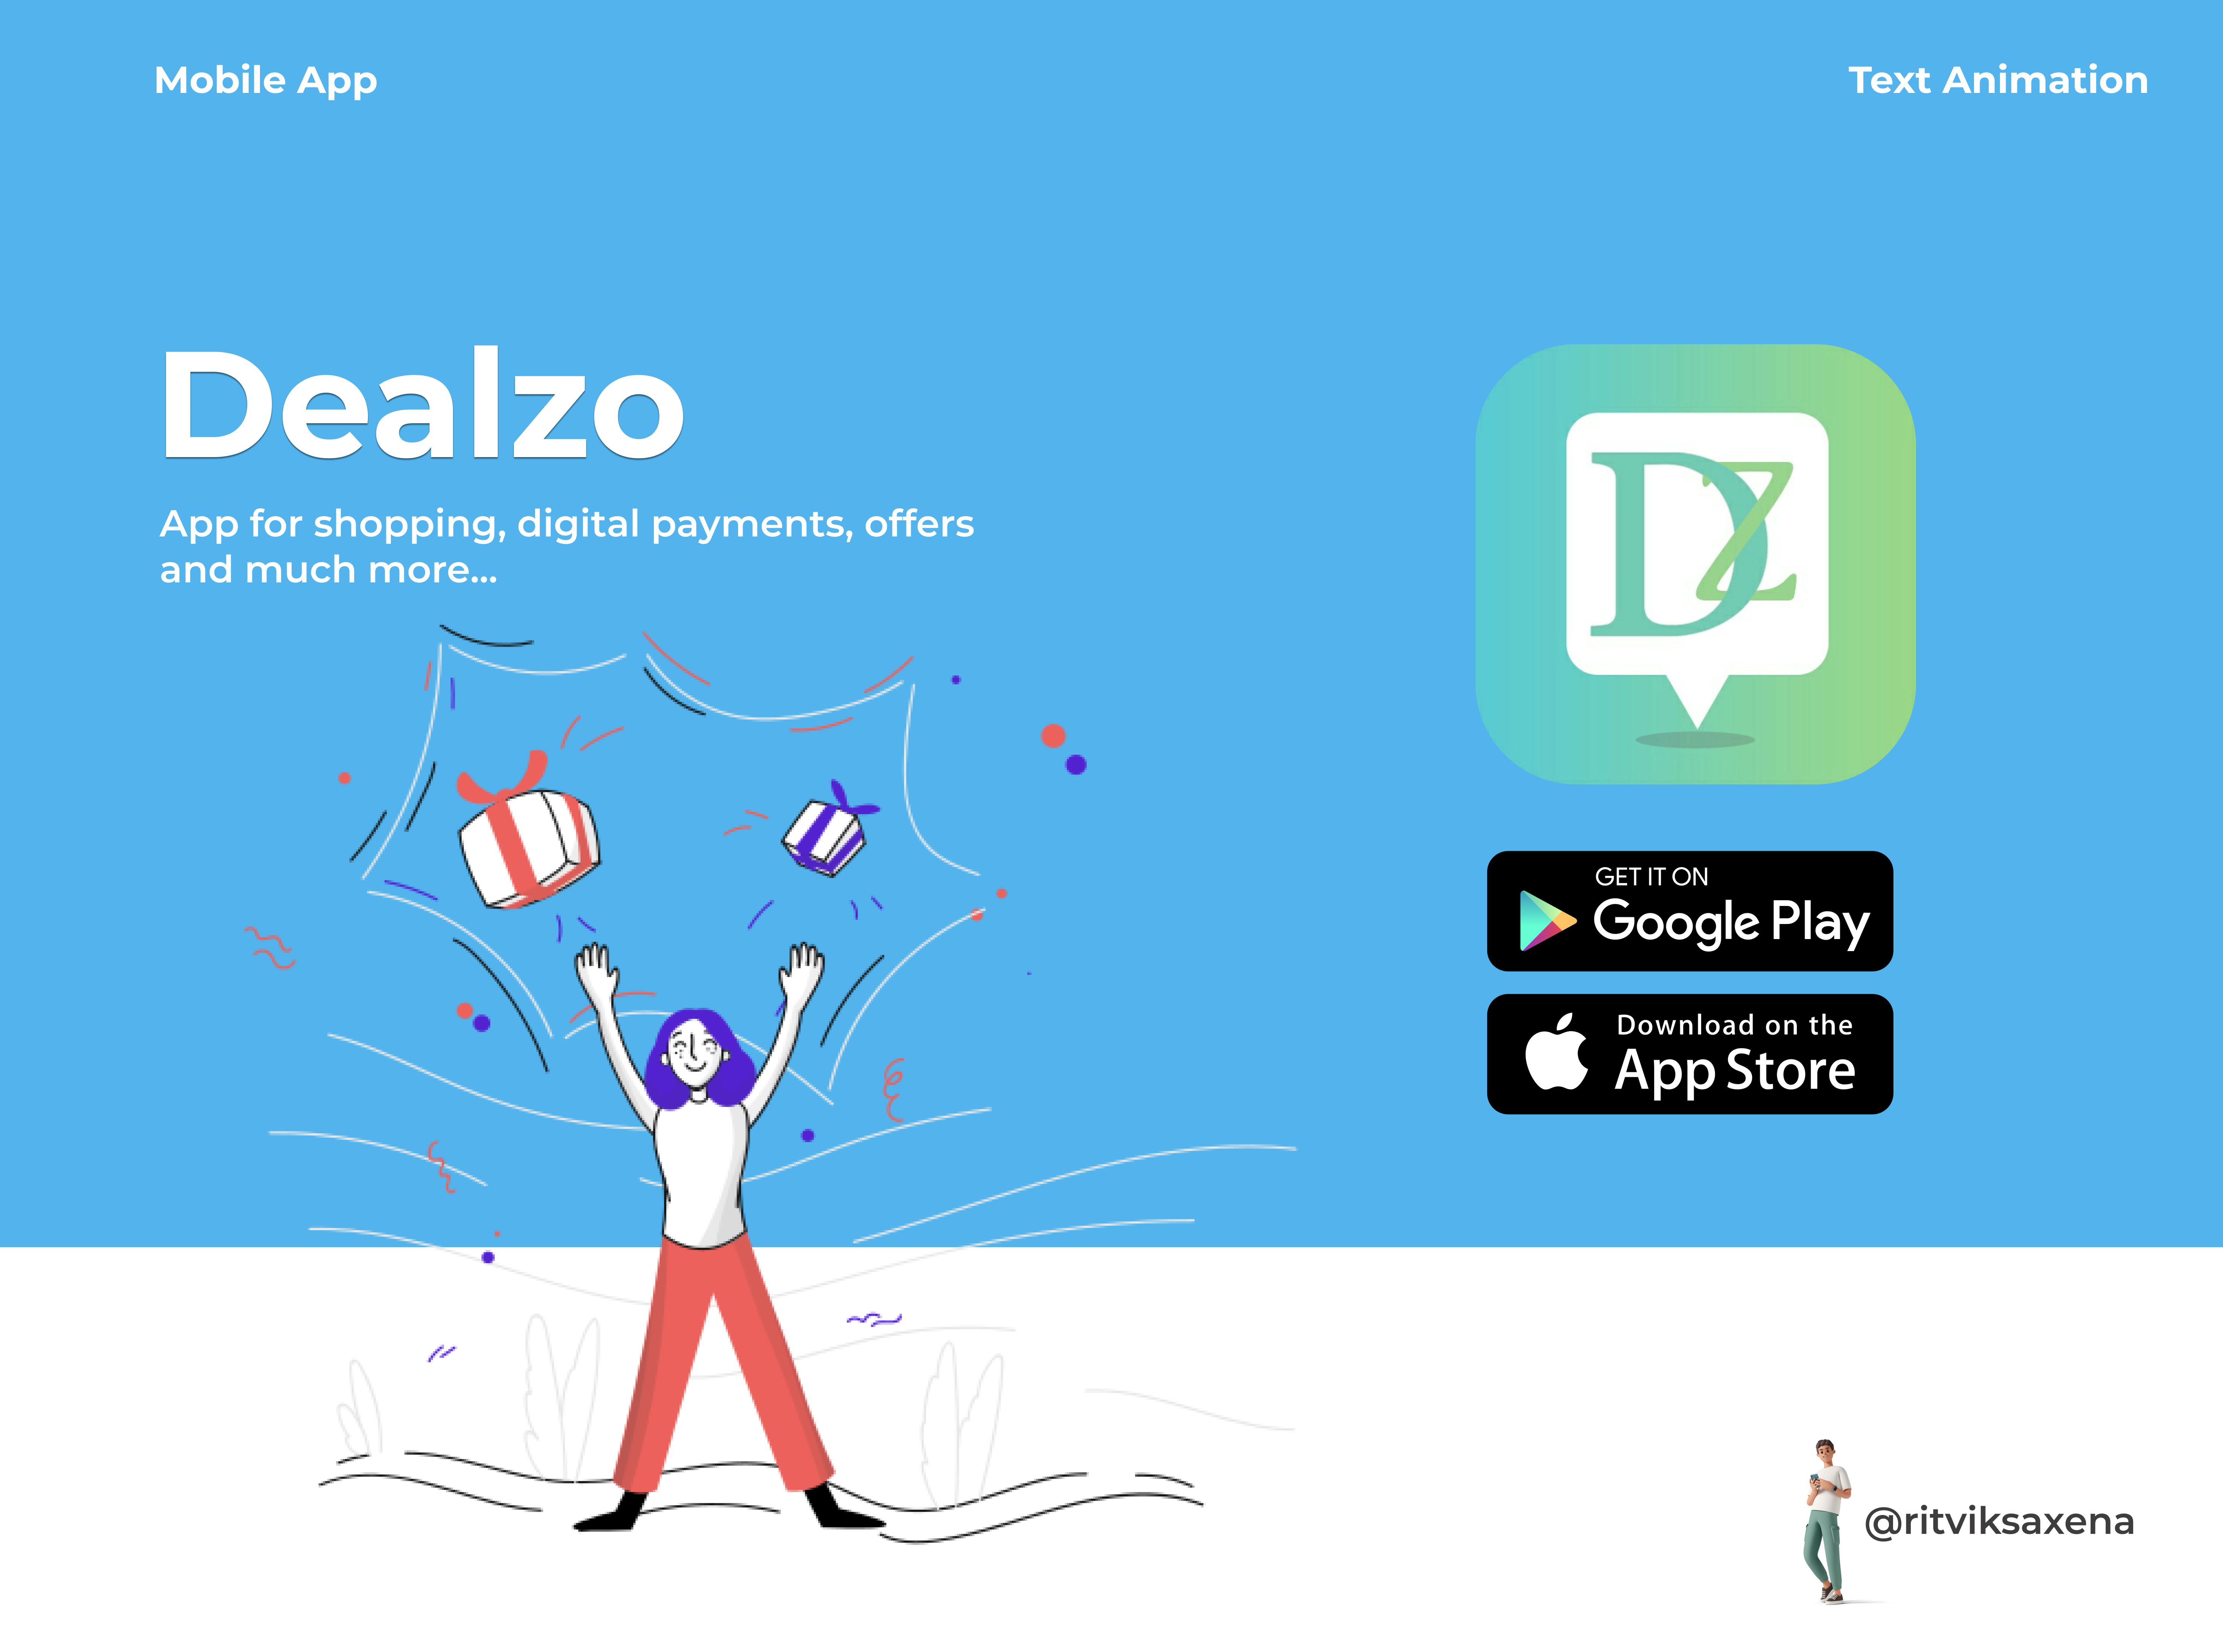 Mobile App
Text Animation
Dealzo
App for shopping, digital payments, offers
and much more...
DZ
GET IT ON
Google Play
Download on the
App Store
@ritviksaxena